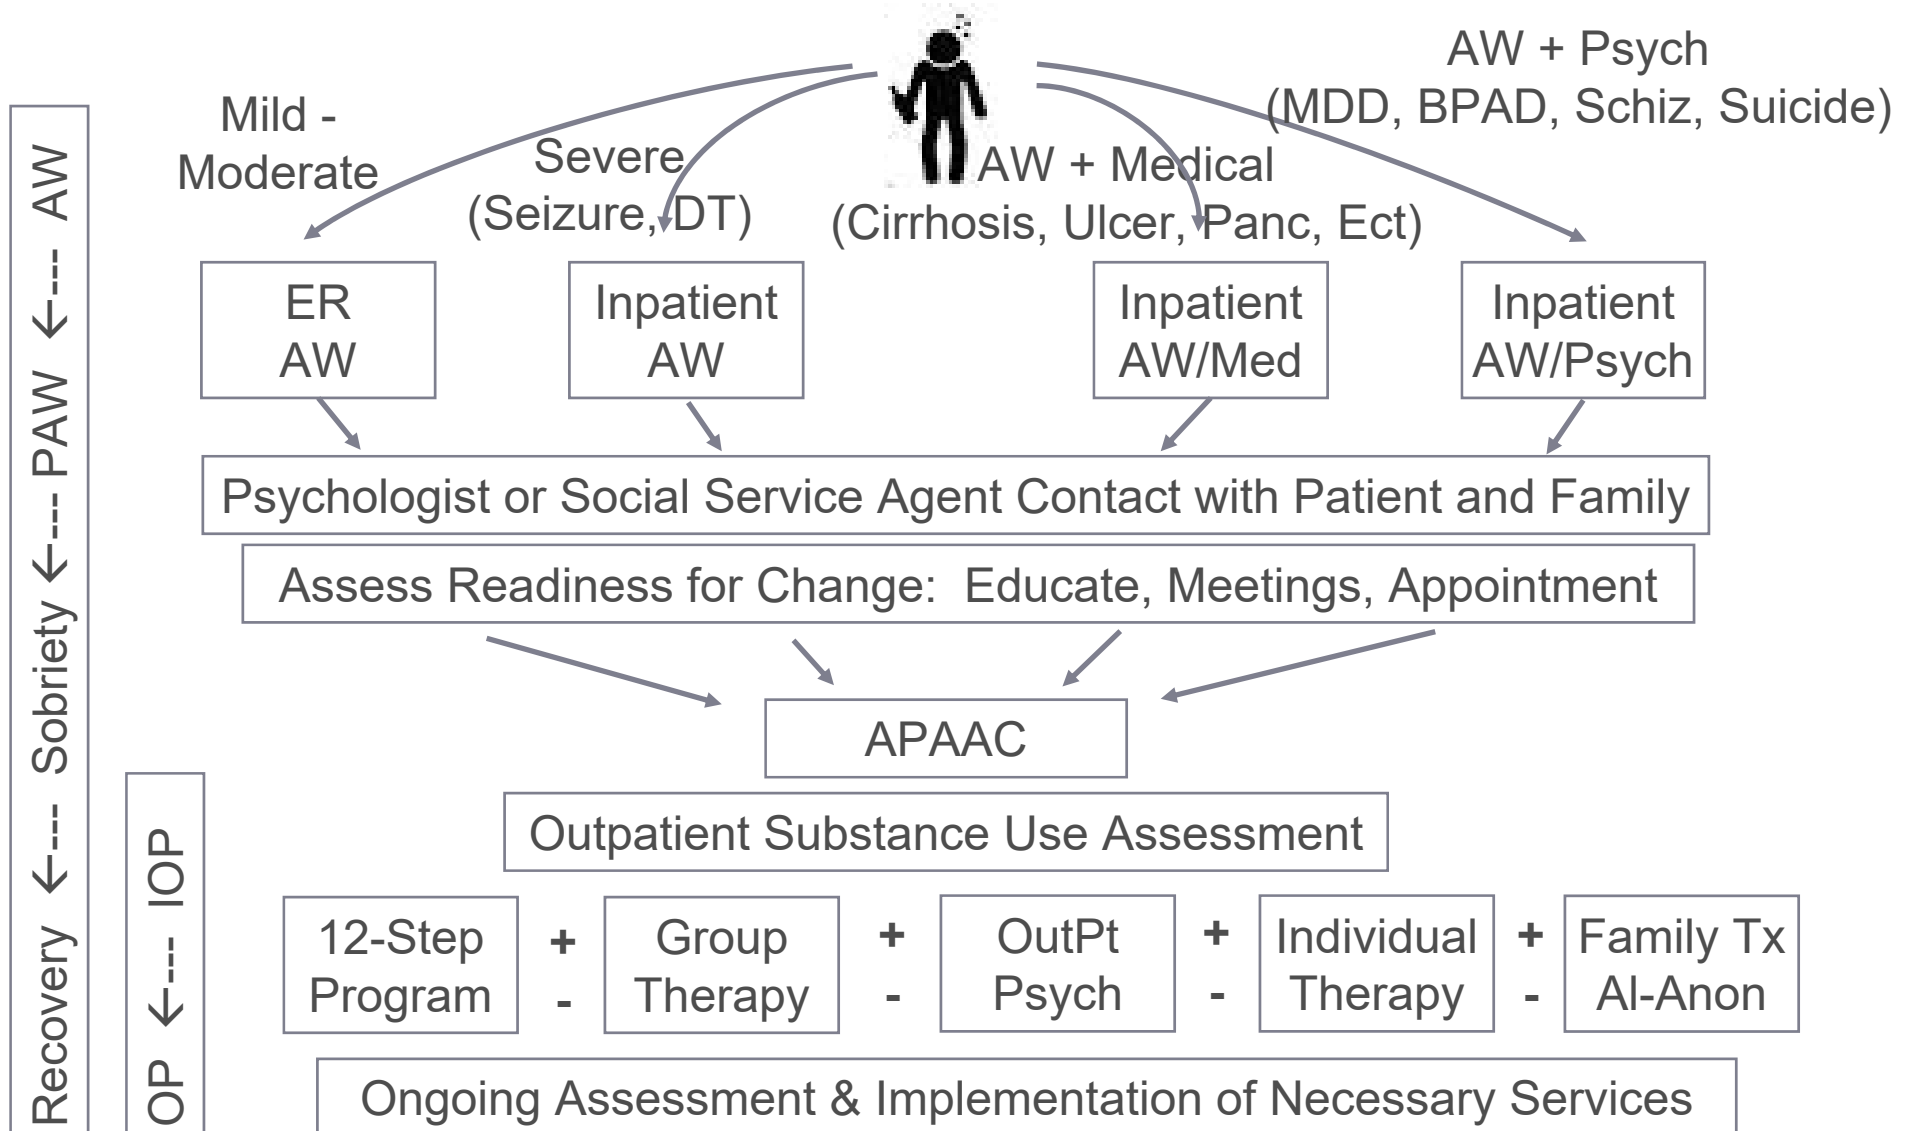 AW + Psych
(MDD, BPAD, Schiz, Suicide)
Mild -
Moderate
Severe
(Seizure, DT)
AW + Medical
(Cirrhosis, Ulcer, Panc, Ect)
ER
AW
Inpatient
AW
Inpatient
AW/Med
Inpatient
AW/Psych
Psychologist or Social Service Agent Contact with Patient and Family
Assess Readiness for Change:  Educate, Meetings, Appointment
APAAC
Outpatient Substance Use Assessment
12-Step
Program
+
-
Group
Therapy
+
-
OutPt
Psych
+
-
Individual
Therapy
+
-
Family Tx
Al-Anon
Ongoing Assessment & Implementation of Necessary Services
Recovery ←---- Sobriety ←---- PAW ←---- AW
OP ←---- IOP